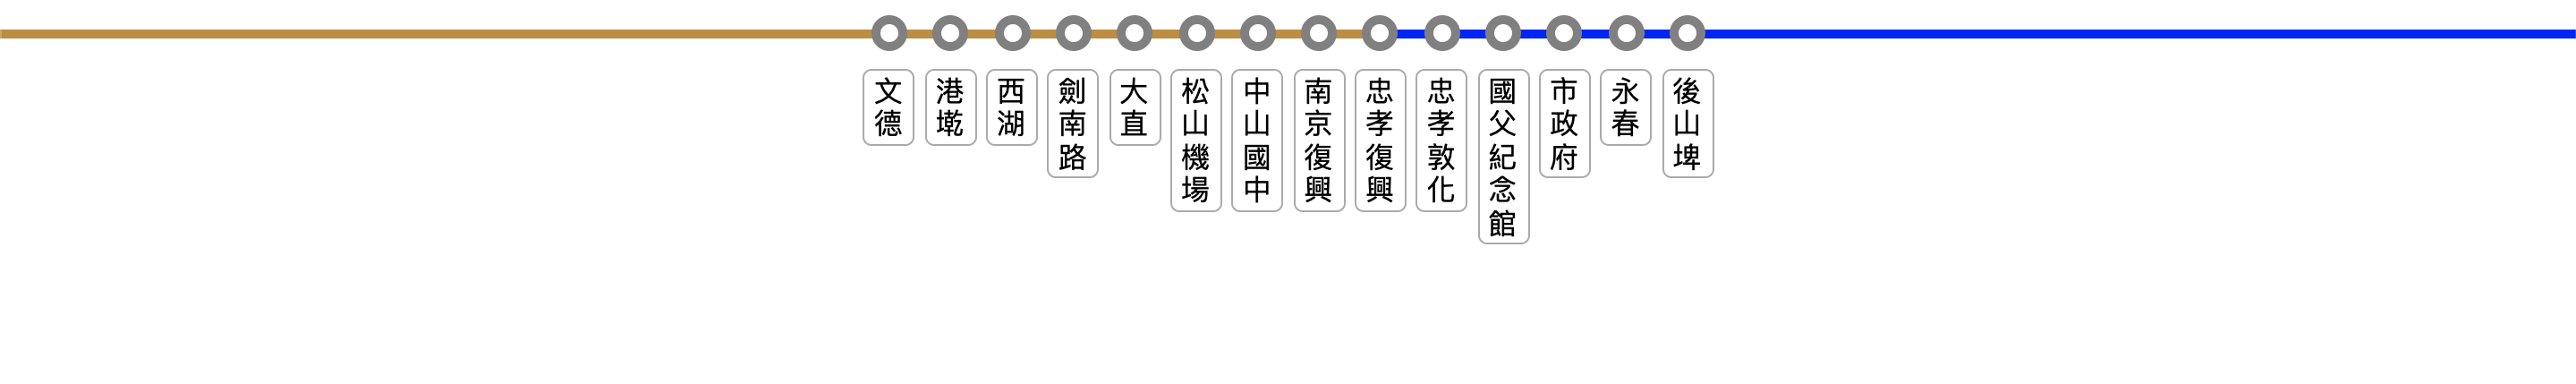 文德
港墘
西湖
劍南路
大直
松山機場
中山國中
南京復興
忠孝復興
忠孝敦化
國父紀念館
市政府
永春
後山埤